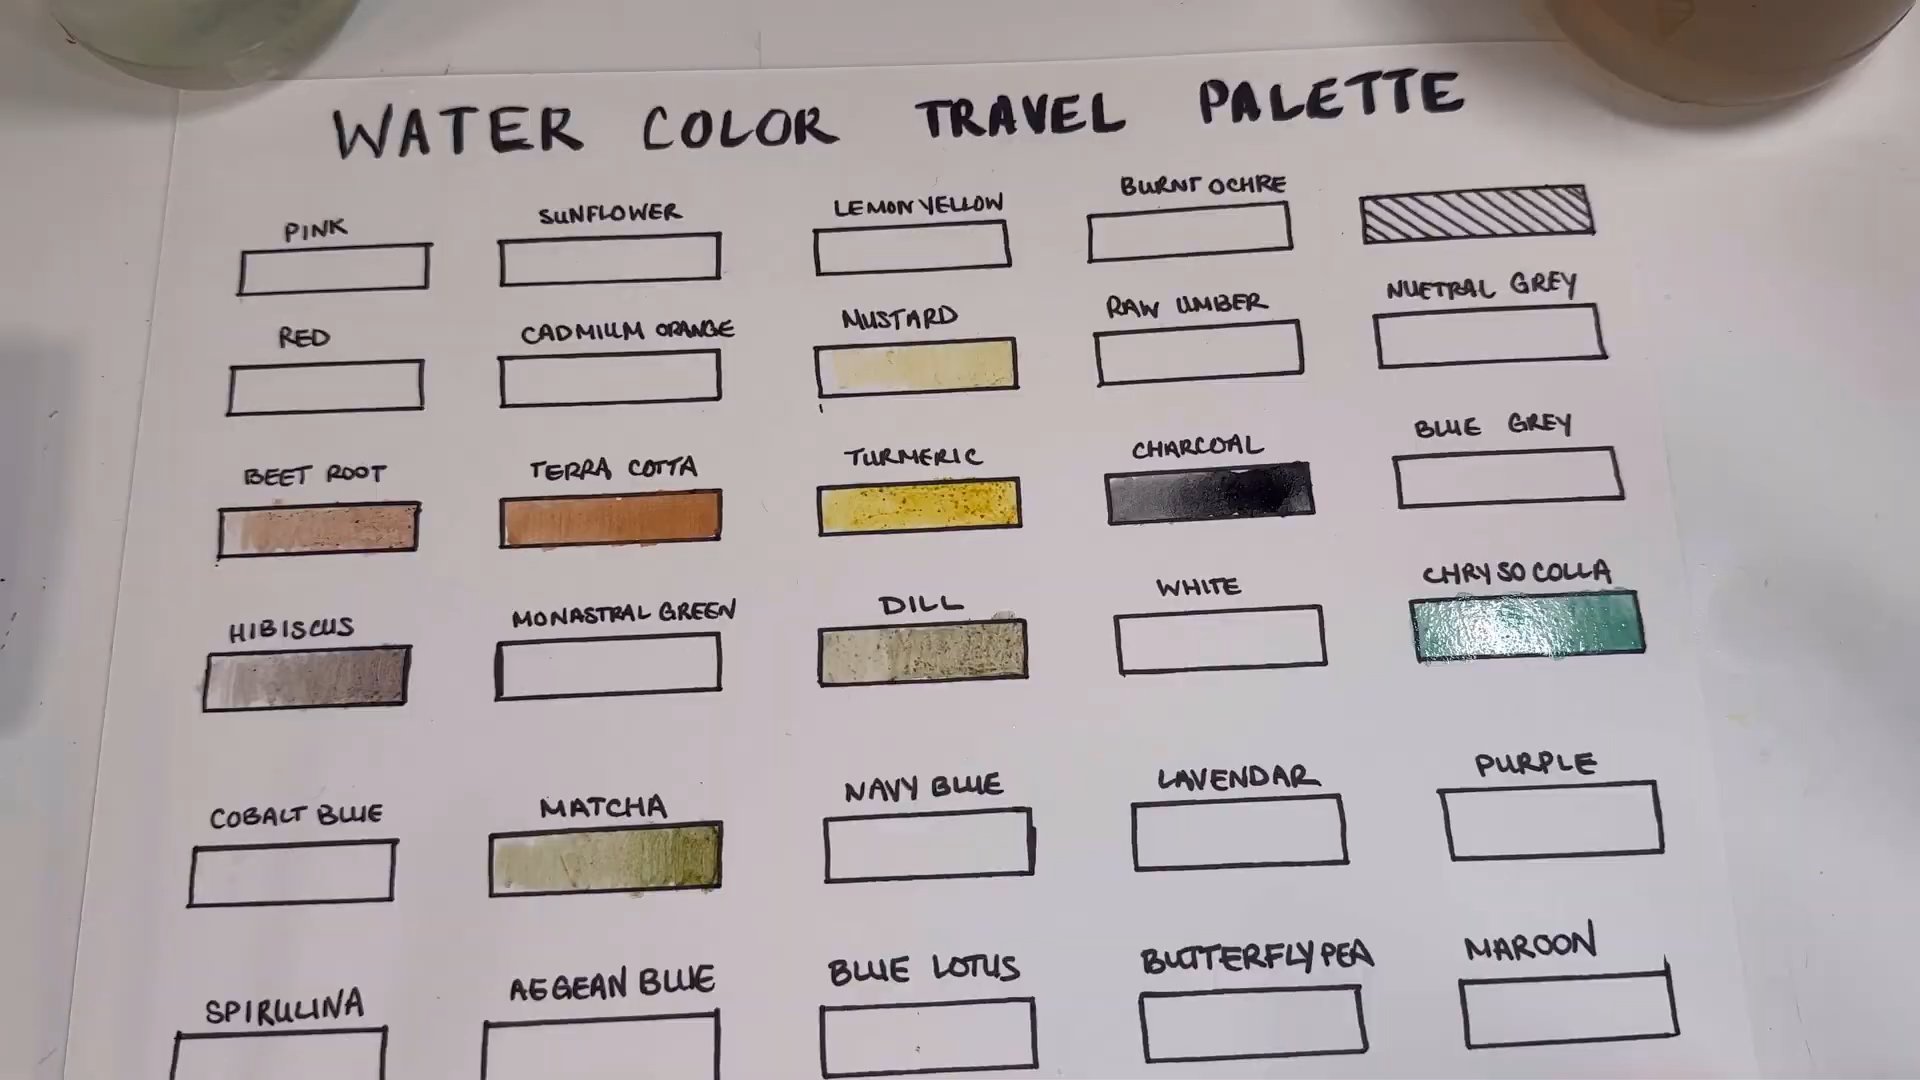 WATER COLOR TRAVEL PALETTE
PINK SUNFLOWER LEMON YELLOW BURNT OCHRE
RED CADMIUM ORANGE MUSTARD RAW UMBER NUETRAL GREY
BEET ROOT TERRA COTTA TURMERIC CHARCOAL BLUE GREY
HIBISCUS MONASTRAL GREEN DILL WHITE CHRYSOCOLLA
COBALT BLUE MATCHA NAVY BLUE LAVENDAR PURPLE
SPIRULINA AEGEAN BLUE BLUE LOTUS BUTTERFLY PEA MAROON